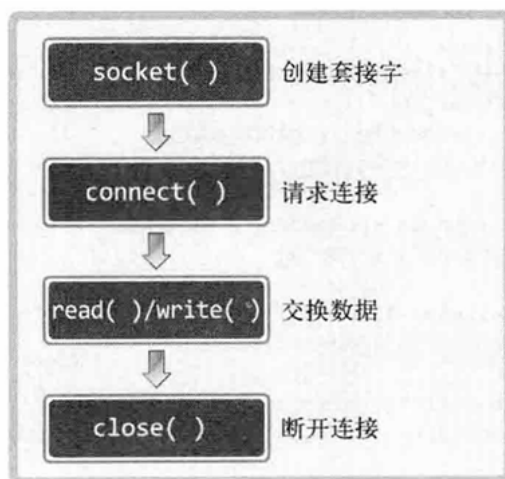 socket( ) 创建套接字
connect( ) 请求连接
read( )/write( ) 交换数据
close( ) 断开连接